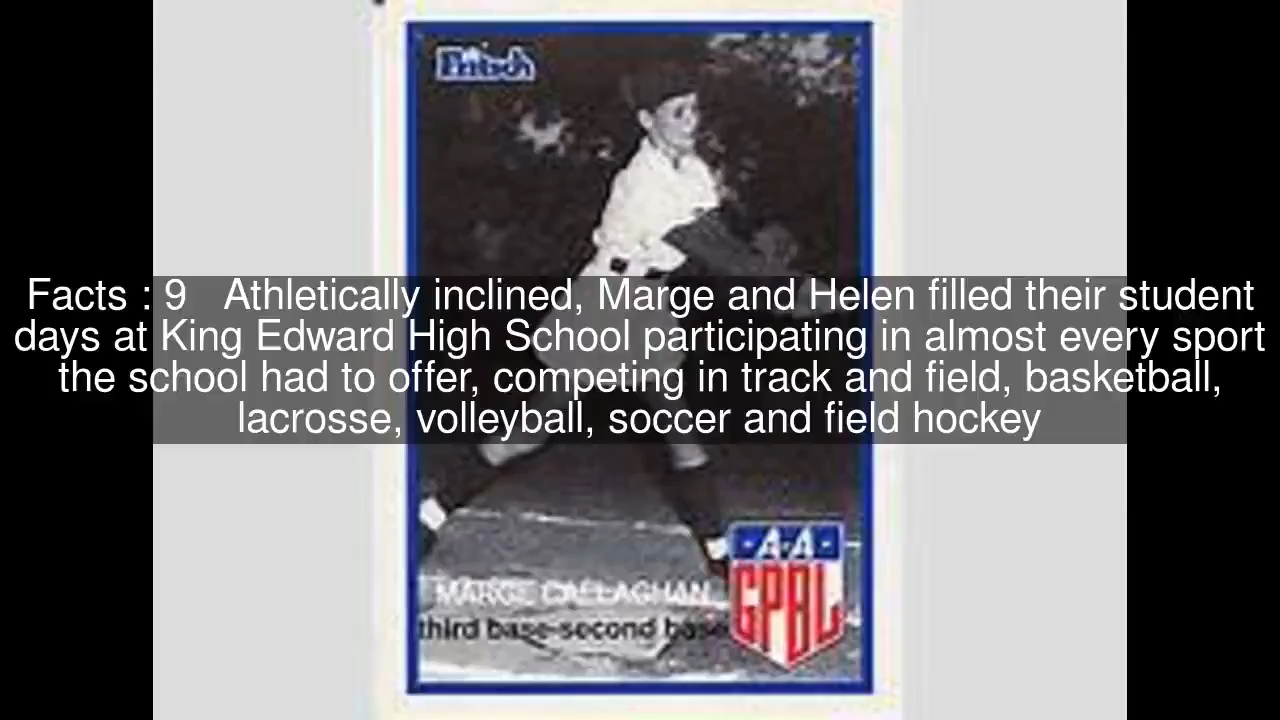 Fritsch
Facts : 9 Athletically inclined, Marge and Helen filled their student
days at King Edward High School participating in almost every sport
the school had to offer, competing in track and field, basketball,
lacrosse, volleyball, soccer and field hockey
A-A
GPBL
MARGE CALLAGHAN
third base-second base